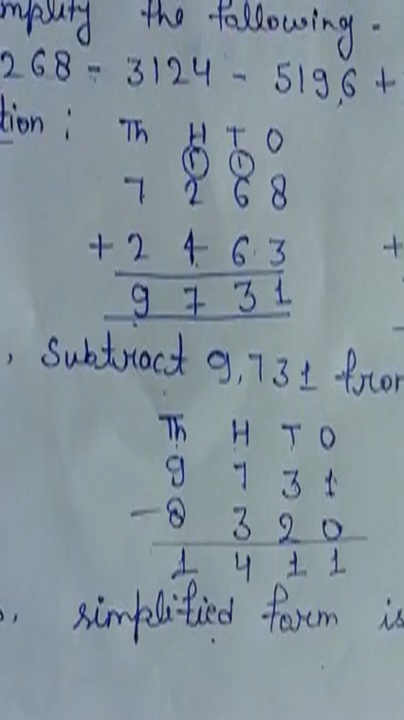 mplify the following.
268 - 3124 - 519,6 +
tion : Th H T O
1 1
7 2 6 8
+ 2 4 6 3 +
9 7 3 1
, Subtract 9,731 from
Th H T O
9 7 3 1
- 8 3 2 0
1 4 1 1
s, simplified form is